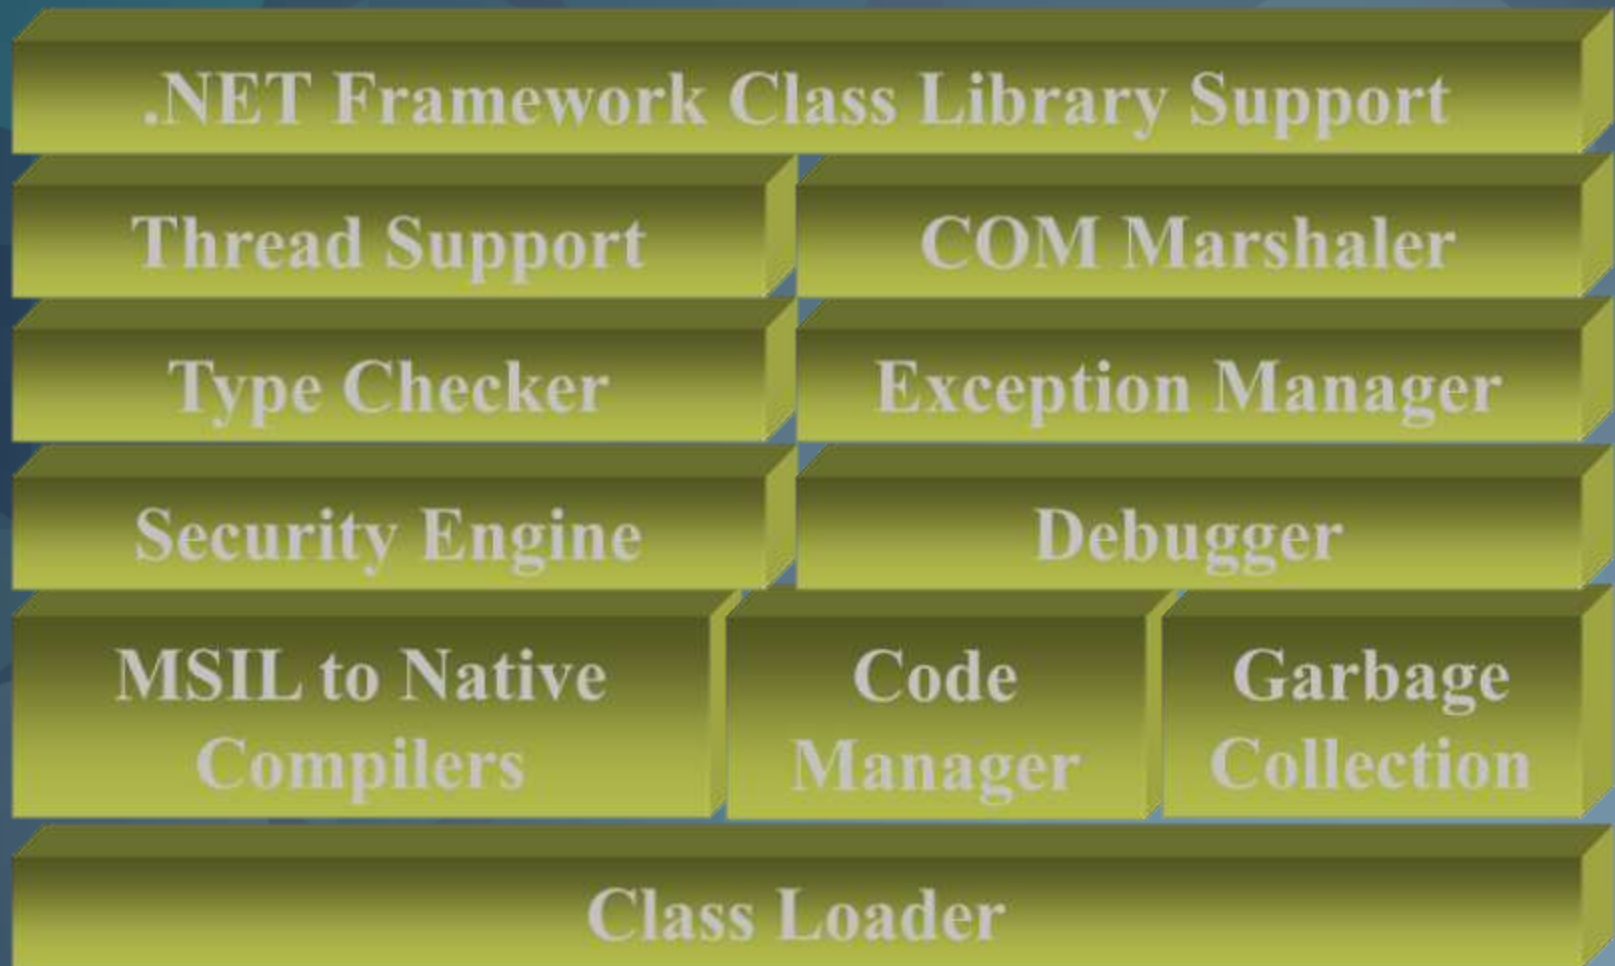 .NET Framework Class Library Support
Thread Support
COM Marshaler
Type Checker
Exception Manager
Security Engine
Debugger
MSIL to Native
Compilers
Code
Manager
Garbage
Collection
Class Loader